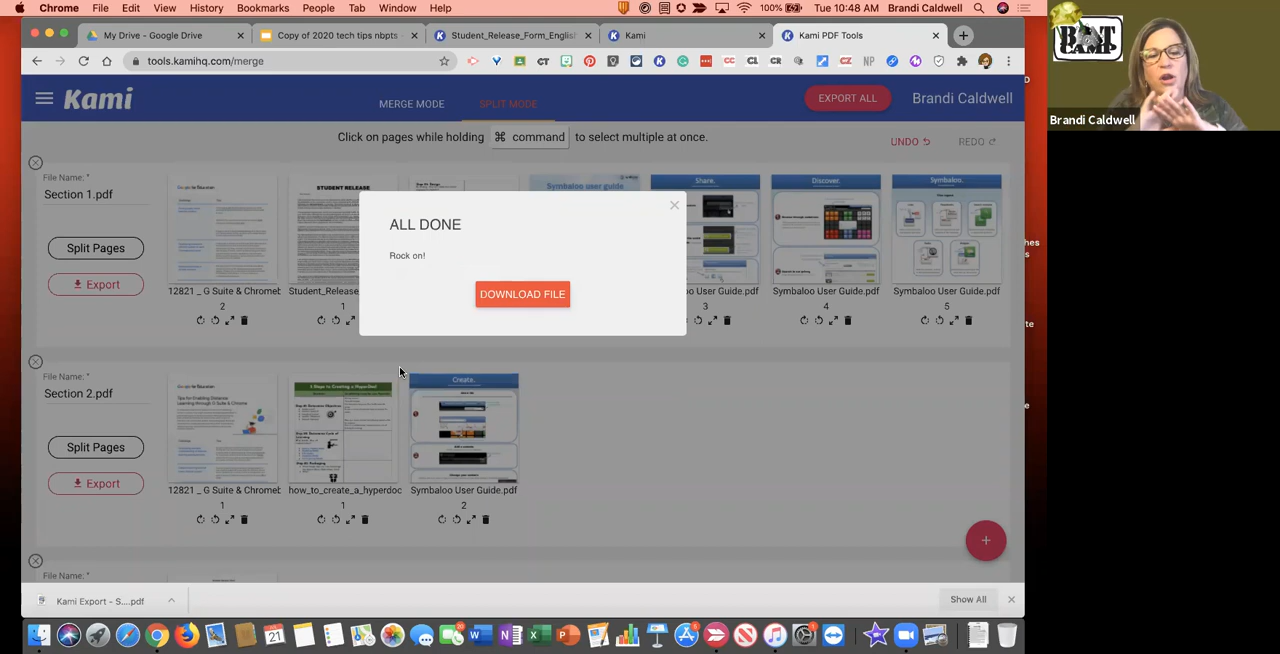 Chrome File Edit View History Bookmarks People Tab Window Help 100% Tue 10:48 AM Brandi Caldwell
My Drive - Google Drive × Copy of 2020 tech tips nbpts × Student_Release_Form_English × Kami × Kami PDF Tools × +
tools.kamihq.com/merge
Kami MERGE MODE SPLIT MODE EXPORT ALL Brandi Caldwell
Click on pages while holding ⌘ command to select multiple at once.
UNDO REDO
File Name: *
Section 1.pdf
STUDENT RELEASE
Symbaloo user guide
Share.
Discover.
Symbaloo.
Split Pages
Export
12821 _ G Suite & Chromeb
2
Student_Release
1
User Guide.pdf
3
Symbaloo User Guide.pdf
4
Symbaloo User Guide.pdf
5
ALL DONE
Rock on!
DOWNLOAD FILE
File Name: *
Section 2.pdf
Create.
Split Pages
Export
12821 _ G Suite & Chromeb
1
how_to_create_a_hyperdoc
1
Symbaloo User Guide.pdf
2
+
File Name: *
Kami Export - S....pdf
Show All
BOOT CAMP
Brandi Caldwell